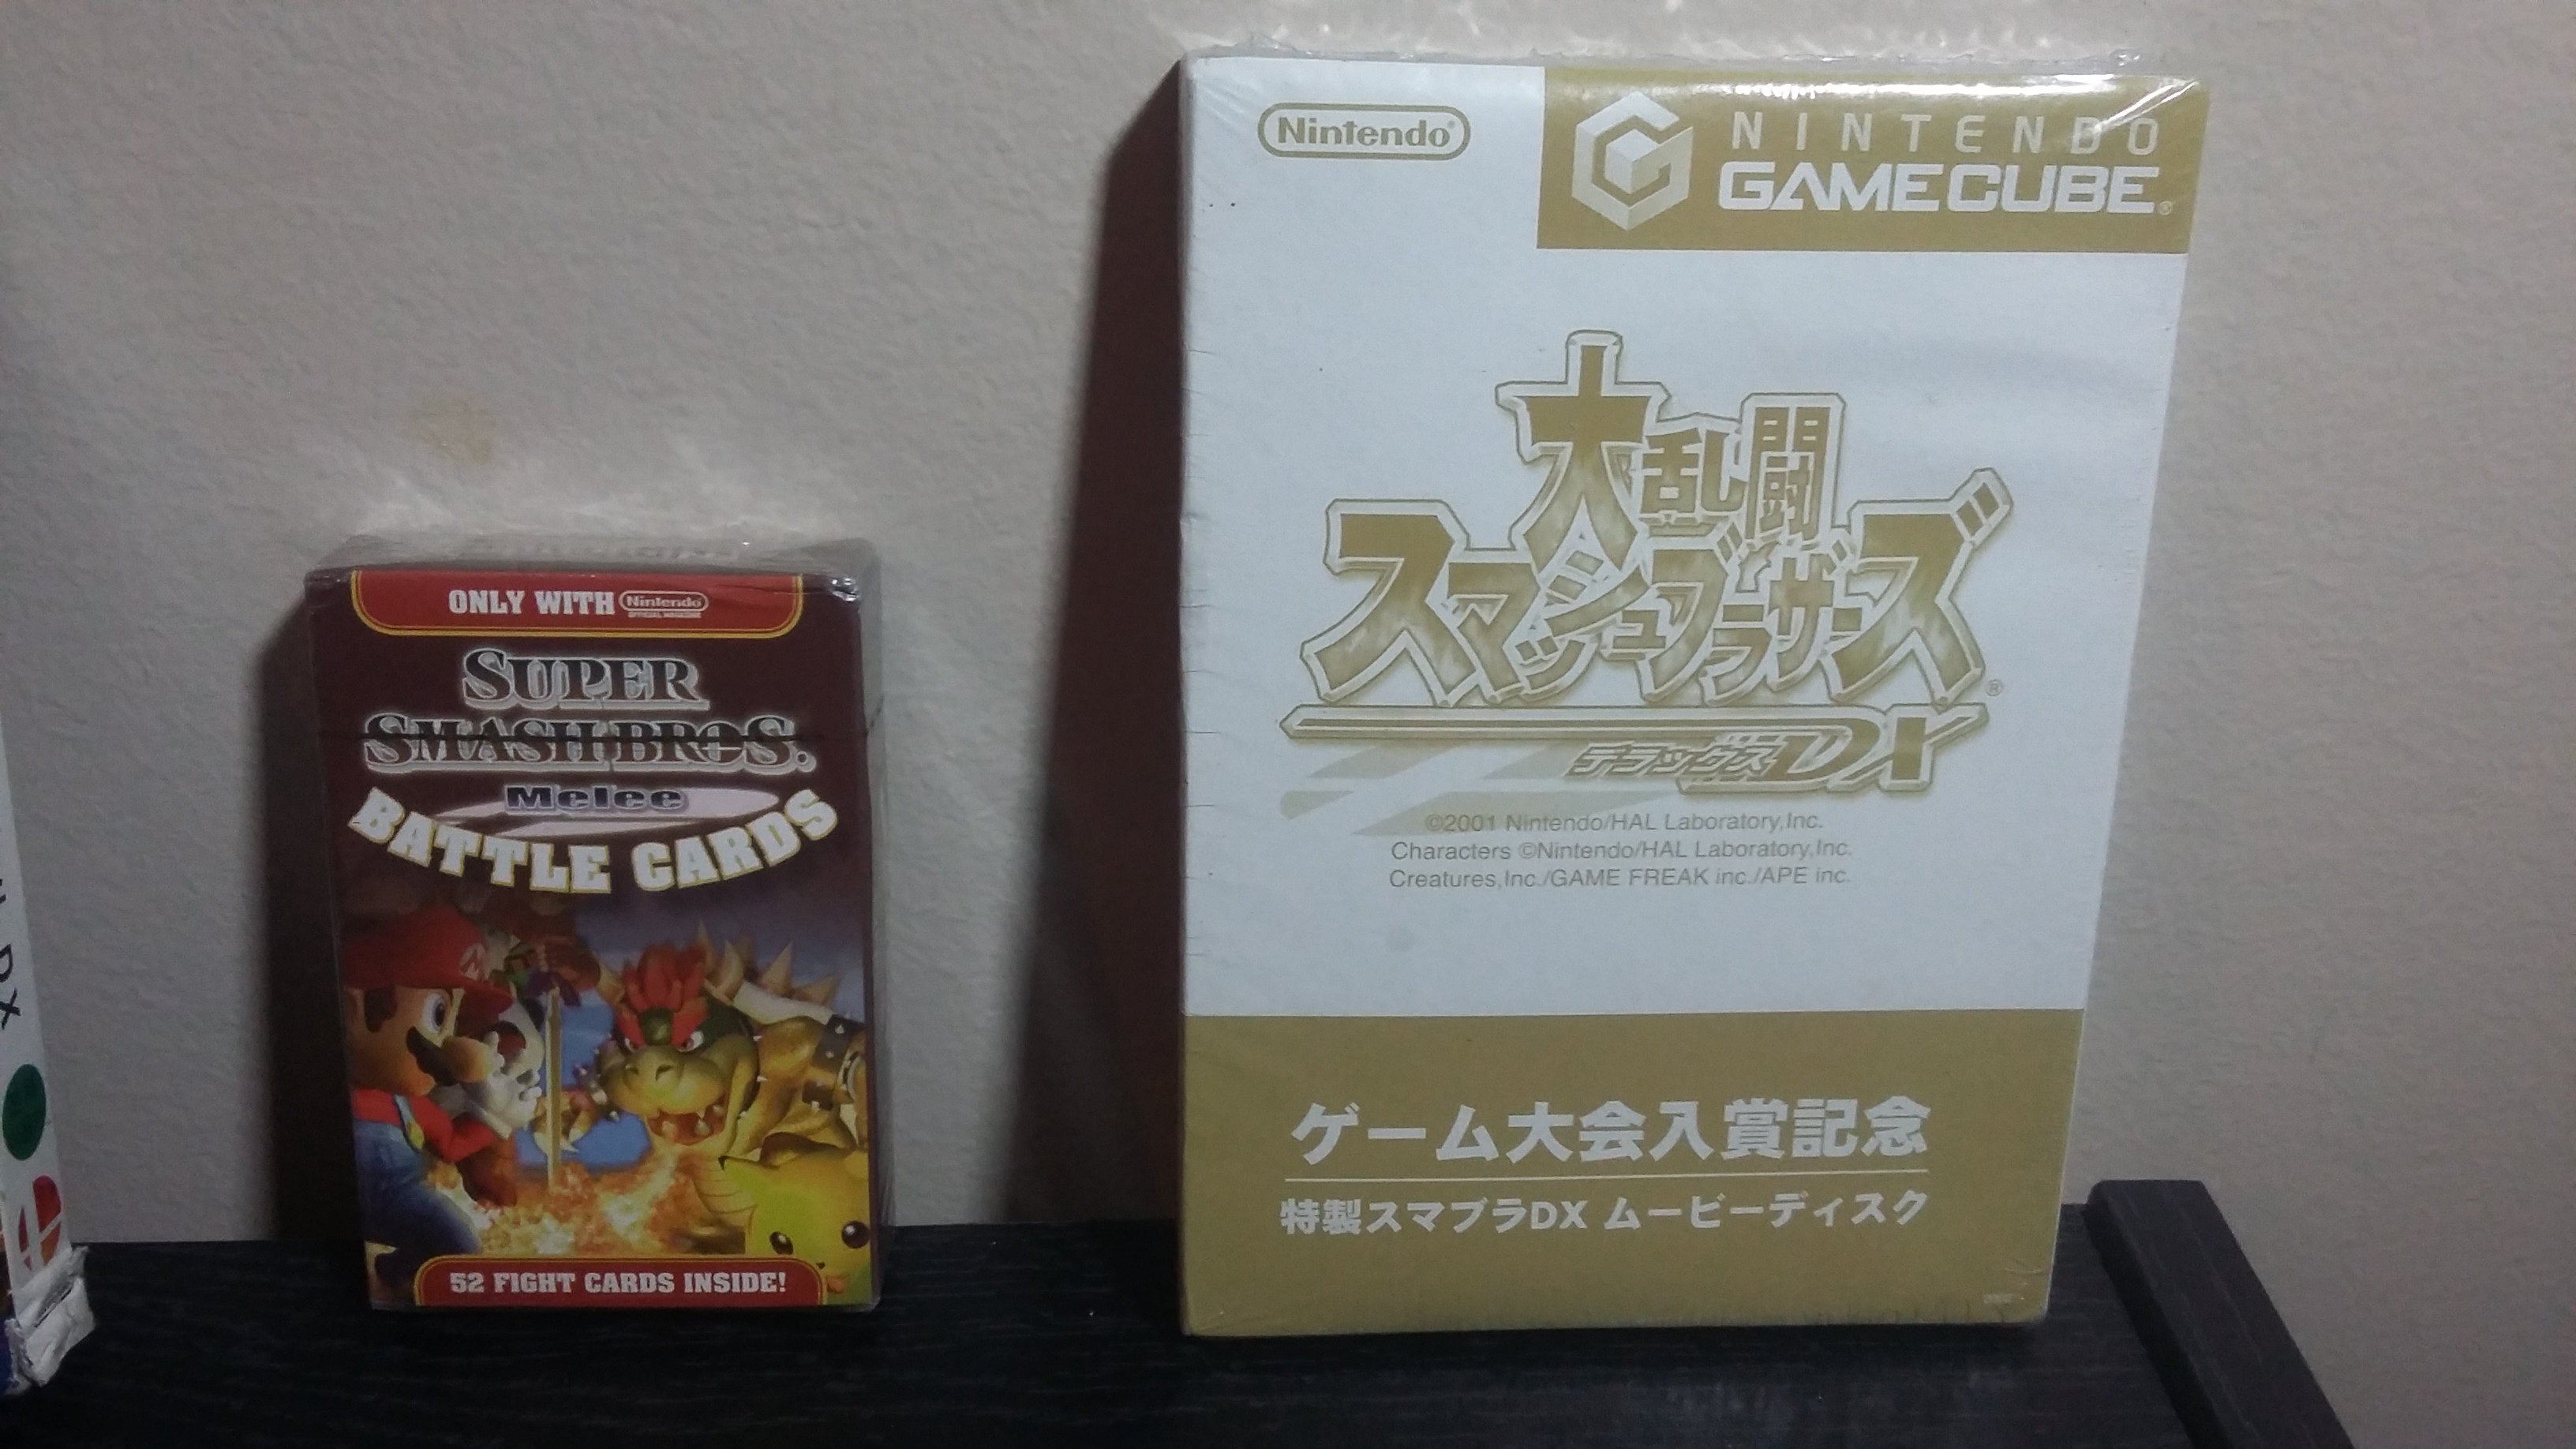 ONLY WITH Nintendo
OFFICIAL MAGAZINE
SUPER
SMASH BROS.
Melee
BATTLE CARDS
M
52 FIGHT CARDS INSIDE!
Nintendo
NINTENDO
GAMECUBE
大乱闘
スマッシュブラザーズ
デラックスDX
©2001 Nintendo/HAL Laboratory,Inc.
Characters ©Nintendo/HAL Laboratory,Inc.
Creatures,Inc./GAME FREAK inc./APE inc.
ゲーム大会入賞記念
特製スマブラDX ムービーディスク
DX